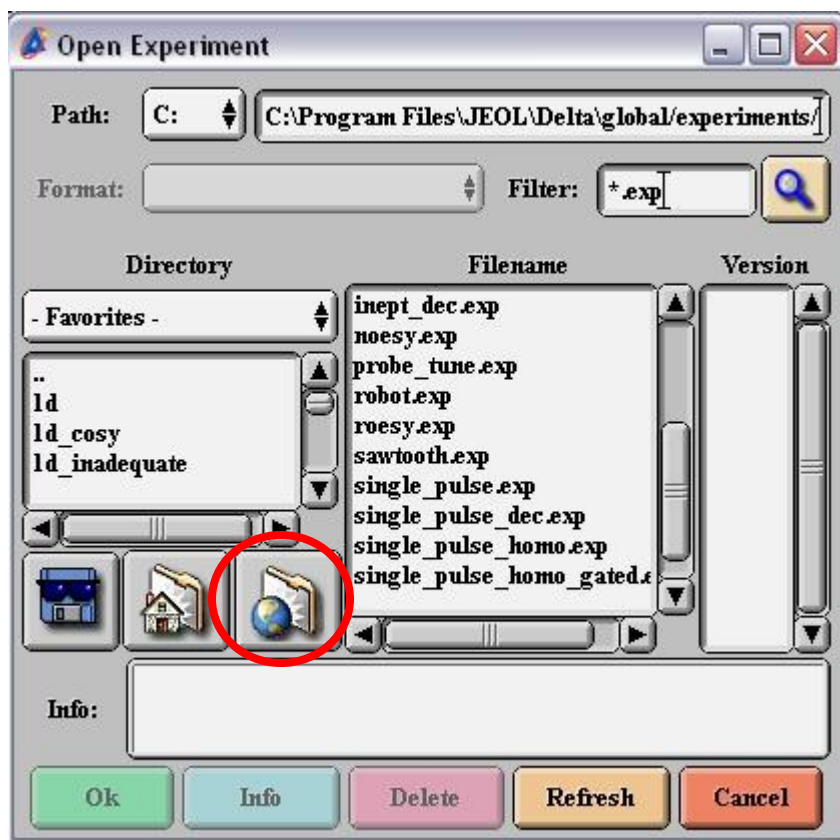 Open Experiment
Path: C: C:\Program Files\JEOL\Delta\global/experiments/
Format: Filter: *.exp
Directory Filename Version
- Favorites -
..
1d
1d_cosy
1d_inadequate
inept_dec.exp
noesy.exp
probe_tune.exp
robot.exp
roesy.exp
sawtooth.exp
single_pulse.exp
single_pulse_dec.exp
single_pulse_homo.exp
single_pulse_homo_gated.e
Info:
Ok Info Delete Refresh Cancel